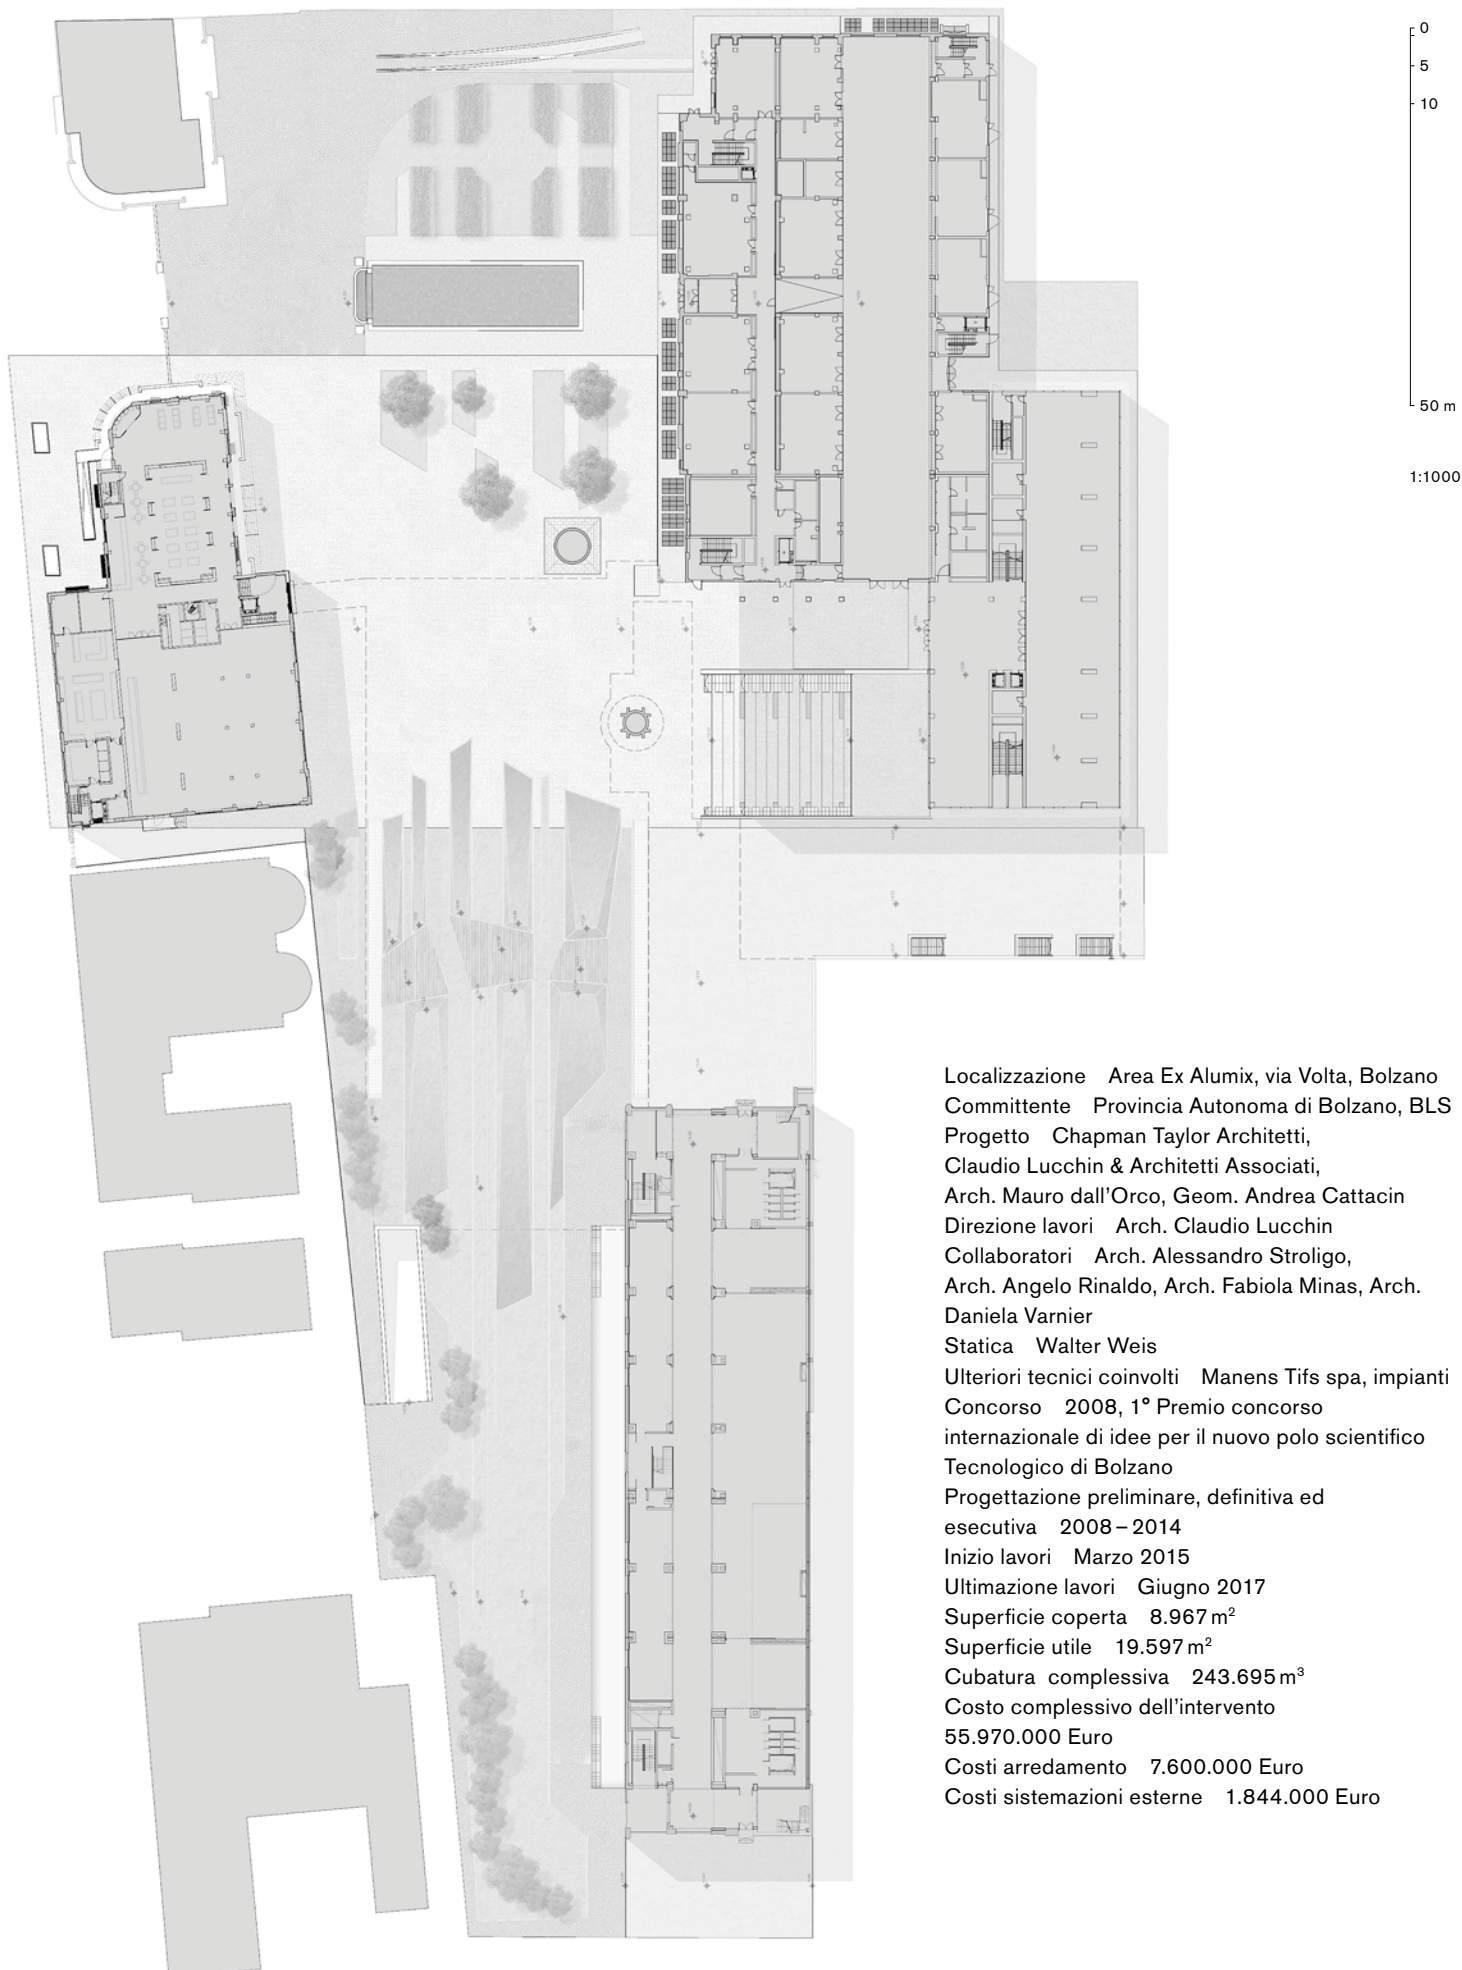 0
5
10
50 m
1:1000
Localizzazione Area Ex Alumix, via Volta, Bolzano
Committente Provincia Autonoma di Bolzano, BLS
Progetto Chapman Taylor Architetti,
Claudio Lucchin & Architetti Associati,
Arch. Mauro dall'Orco, Geom. Andrea Cattacin
Direzione lavori Arch. Claudio Lucchin
Collaboratori Arch. Alessandro Stroligo,
Arch. Angelo Rinaldo, Arch. Fabiola Minas, Arch.
Daniela Varnier
Statica Walter Weis
Ulteriori tecnici coinvolti Manens Tifs spa, impianti
Concorso 2008, 1° Premio concorso
internazionale di idee per il nuovo polo scientifico
Tecnologico di Bolzano
Progettazione preliminare, definitiva ed
esecutiva 2008 – 2014
Inizio lavori Marzo 2015
Ultimazione lavori Giugno 2017
Superficie coperta 8.967 m²
Superficie utile 19.597 m²
Cubatura complessiva 243.695 m³
Costo complessivo dell'intervento
55.970.000 Euro
Costi arredamento 7.600.000 Euro
Costi sistemazioni esterne 1.844.000 Euro